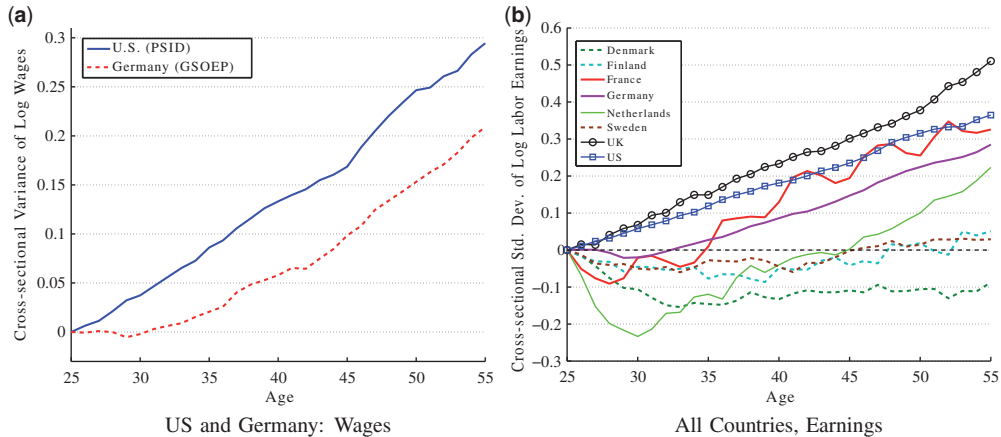 (a)
Cross-sectional Variance of Log Wages
0.3
0.25
0.2
0.15
0.1
0.05
0
U.S. (PSID)
Germany (GSOEP)
25 30 35 40 45 50 55
Age
US and Germany: Wages
(b)
Cross-sectional Std. Dev. of Log Labor Earnings
0.6
0.5
0.4
0.3
0.2
0.1
0
−0.1
−0.2
−0.3
Denmark
Finland
France
Germany
Netherlands
Sweden
UK
US
25 30 35 40 45 50 55
Age
All Countries, Earnings